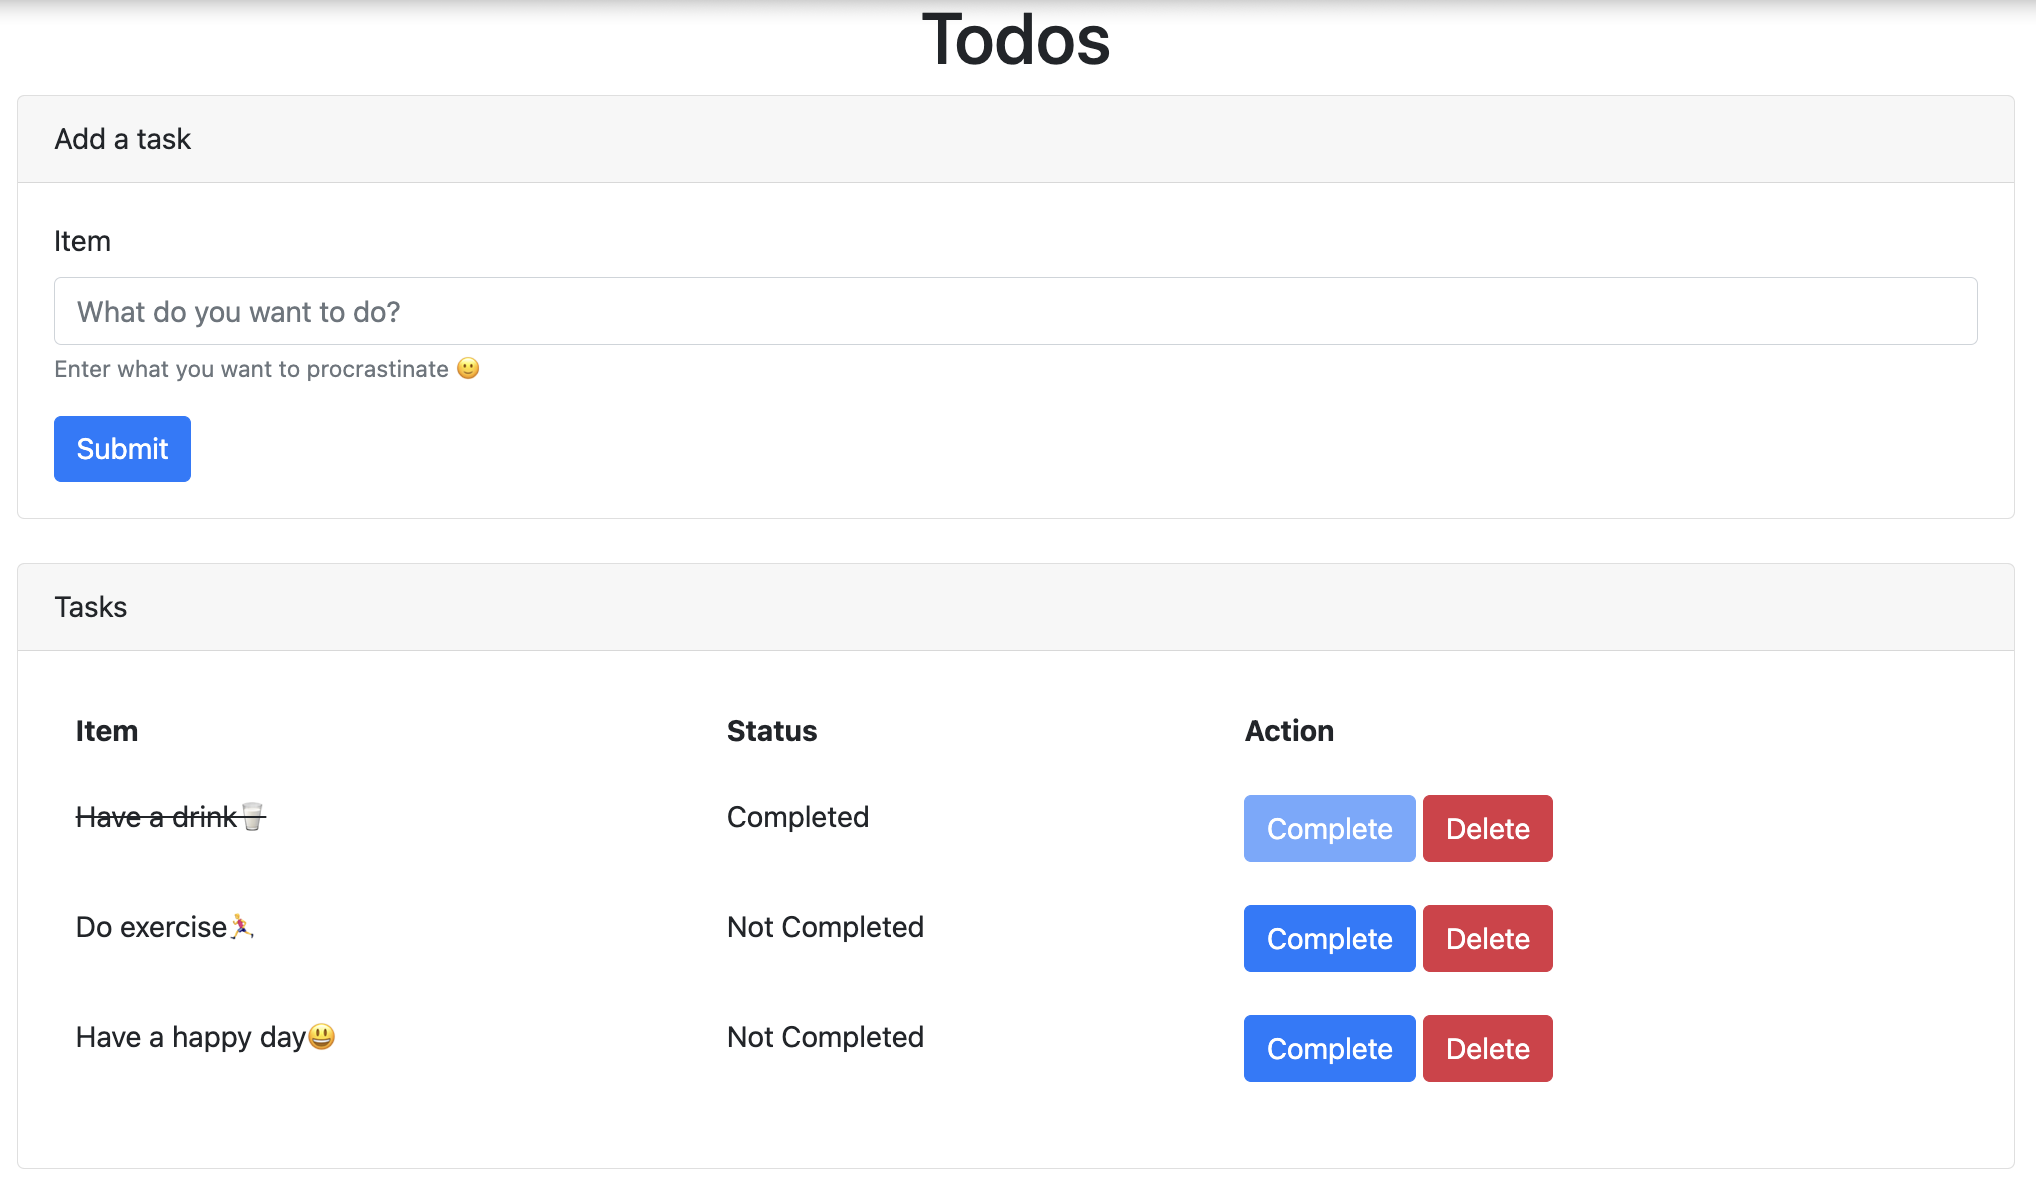 Todos
Add a task
Item
What do you want to do?
Enter what you want to procrastinate 🙂
Submit
Tasks
Item Status Action
Have a drink🥛 Completed Complete Delete
Do exercise🏃‍♀️ Not Completed Complete Delete
Have a happy day😃 Not Completed Complete Delete